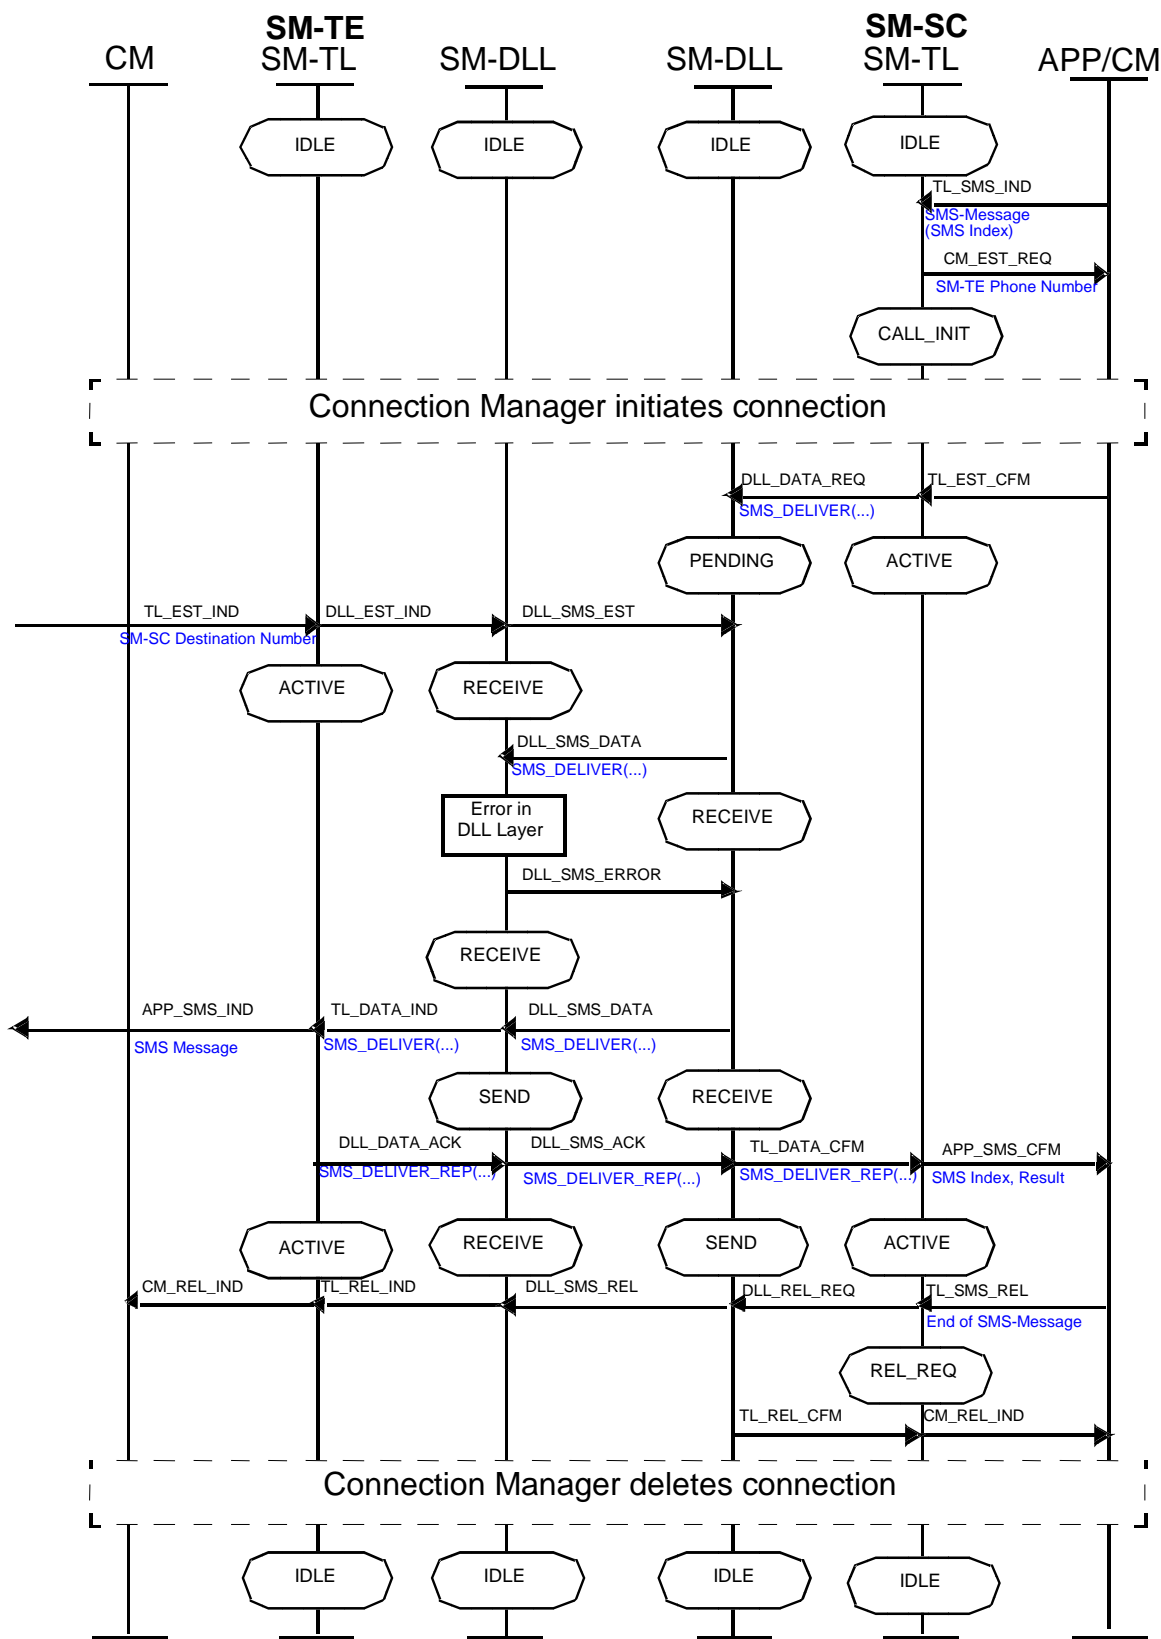 SM-TE
SM-SC
CM
SM-TL
SM-DLL
SM-DLL
SM-TL
APP/CM
IDLE
IDLE
IDLE
IDLE
TL_SMS_IND
SMS-Message
(SMS Index)
CM_EST_REQ
SM-TE Phone Number
CALL_INIT
Connection Manager initiates connection
DLL_DATA_REQ
TL_EST_CFM
SMS_DELIVER(...)
PENDING
ACTIVE
TL_EST_IND
DLL_EST_IND
DLL_SMS_EST
SM-SC Destination Number
ACTIVE
RECEIVE
DLL_SMS_DATA
SMS_DELIVER(...)
Error in
DLL Layer
RECEIVE
DLL_SMS_ERROR
RECEIVE
APP_SMS_IND
TL_DATA_IND
DLL_SMS_DATA
SMS Message
SMS_DELIVER(...)
SMS_DELIVER(...)
SEND
RECEIVE
DLL_DATA_ACK
DLL_SMS_ACK
TL_DATA_CFM
APP_SMS_CFM
SMS_DELIVER_REP(...)
SMS_DELIVER_REP(...)
SMS_DELIVER_REP(...)
SMS Index, Result
ACTIVE
RECEIVE
SEND
ACTIVE
CM_REL_IND
TL_REL_IND
DLL_SMS_REL
DLL_REL_REQ
TL_SMS_REL
End of SMS-Message
REL_REQ
TL_REL_CFM
CM_REL_IND
Connection Manager deletes connection
IDLE
IDLE
IDLE
IDLE